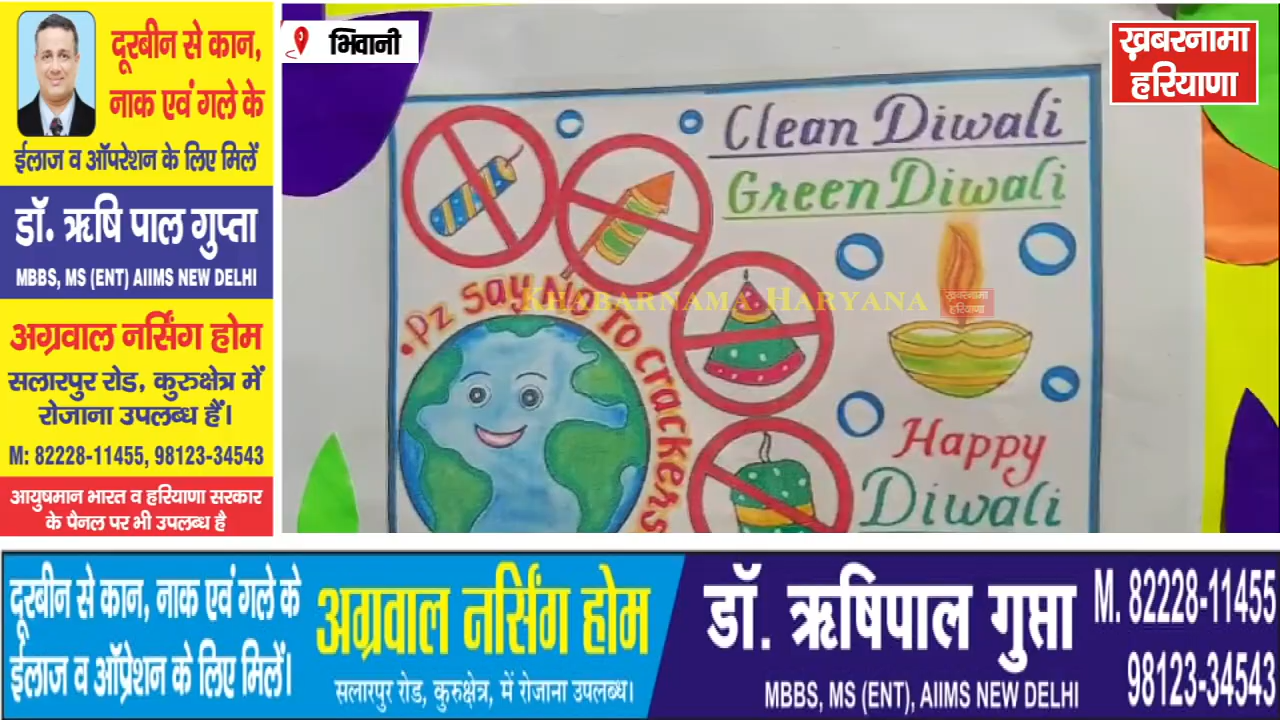 दूरबीन से कान,
नाक एवं गले के
ईलाज व ऑपरेशन के लिए मिलें
डॉ. ऋषि पाल गुप्ता
MBBS, MS (ENT) AIIMS NEW DELHI
अग्रवाल नर्सिंग होम
सलारपुर रोड, कुरुक्षेत्र में
रोजाना उपलब्ध हैं।
M: 82228-11455, 98123-34543
आयुषमान भारत व हरियाणा सरकार
के पैनल पर भी उपलब्ध है
भिवानी
ख़बरनामा
हरियाणा
Clean Diwali
Green Diwali
Pz Say No To Crackers
KHABARNAMA HARYANA
ख़बरनामा
हरियाणा
Happy
Diwali
दूरबीन से कान, नाक एवं गले के
ईलाज व ऑप्रेशन के लिए मिलें।
अग्रवाल नर्सिंग होम
सलारपुर रोड, कुरुक्षेत्र, में रोजाना उपलब्ध।
डॉ. ऋषिपाल गुप्ता
MBBS, MS (ENT), AIIMS NEW DELHI
M. 82228-11455
98123-34543